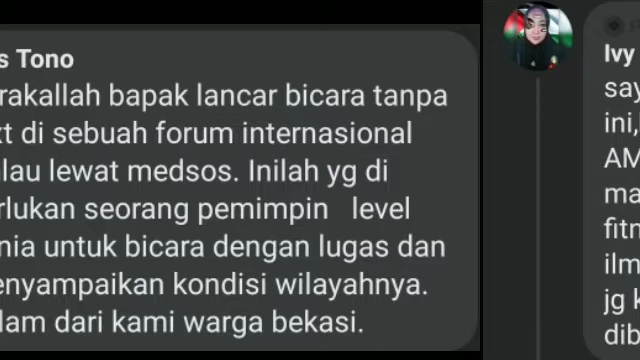 s Tono
rakallah bapak lancar bicara tanpa
xt di sebuah forum internasional
lau lewat medsos. Inilah yg di
rlukan seorang pemimpin level
nia untuk bicara dengan lugas dan
enyampaikan kondisi wilayahnya.
lam dari kami warga bekasi.
Ivy
say
ini,
AM
ma
fitn
ilm
jg k
dib